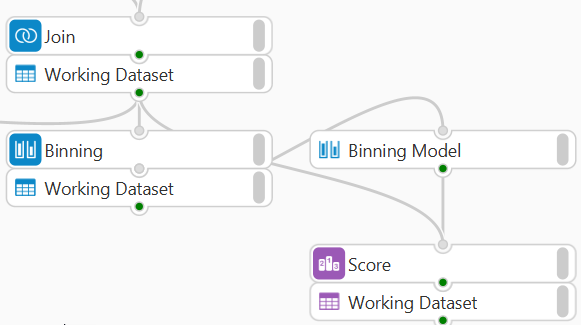 Join
Working Dataset
Binning
Working Dataset
Binning Model
Score
Working Dataset